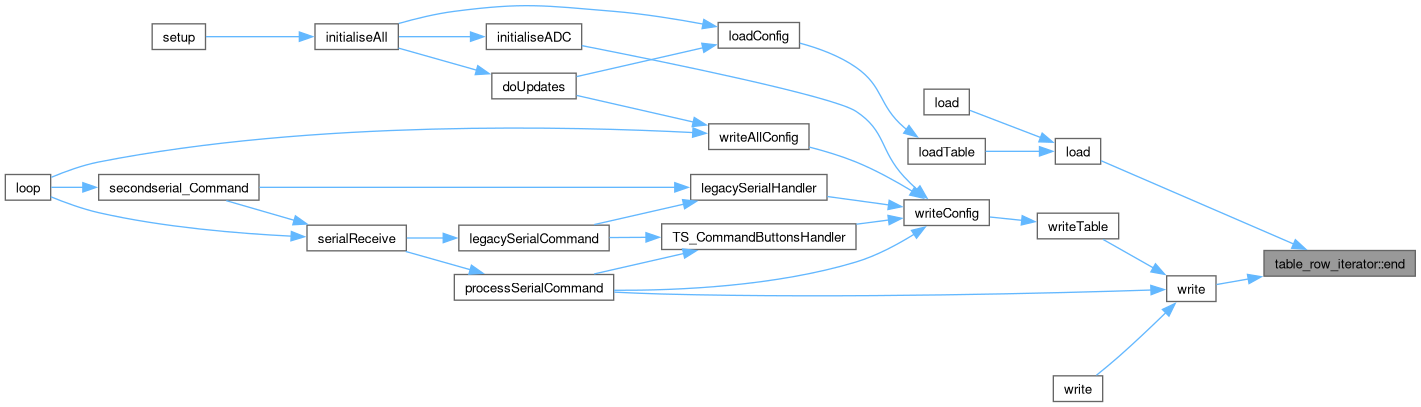 setup
initialiseAll
initialiseADC
loadConfig
doUpdates
load
writeAllConfig
loadTable
load
loop
secondserial_Command
legacySerialHandler
writeConfig
writeTable
serialReceive
legacySerialCommand
TS_CommandButtonsHandler
table_row_iterator::end
processSerialCommand
write
write